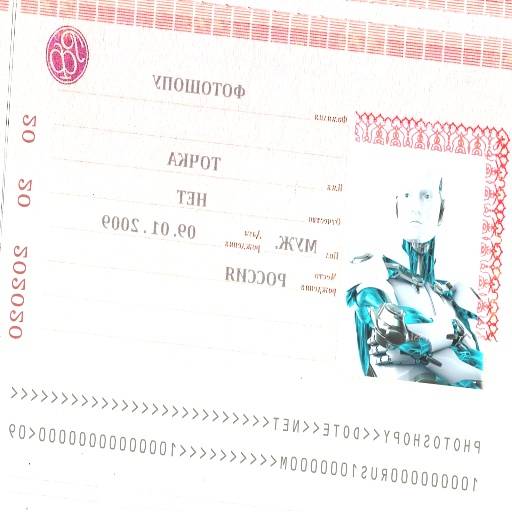 ФОТОШОПУ
Фамилия
ТОЧКА
Имя
НЕТ
Отчество
Пол МУЖ. Дата рождения 09.01.2009
Место рождения РОССИЯ
20 20 202020
PHOTOSHOPY<DOTE<<NET<<<<<<<<<<<<<<<<<<<<<<<<
1000000000RUS1000000M<<<<<<<<<<<1000000000000<09